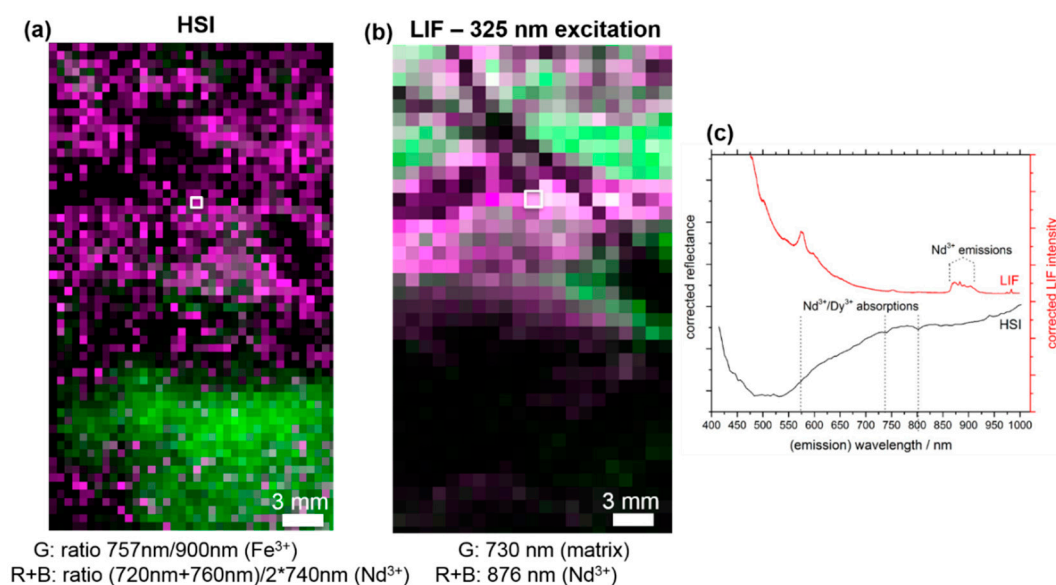 (a)
HSI
3 mm
G: ratio 757nm/900nm (Fe³⁺)
R+B: ratio (720nm+760nm)/2*740nm (Nd³⁺)
(b)
LIF – 325 nm excitation
3 mm
G: 730 nm (matrix)
R+B: 876 nm (Nd³⁺)
(c)
corrected reflectance
Nd³⁺ emissions
LIF
Nd³⁺/Dy³⁺ absorptions
HSI
corrected LIF intensity
400 450 500 550 600 650 700 750 800 850 900 950 1000
(emission) wavelength / nm